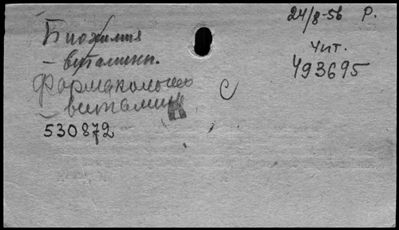 24/8-56 Р.
Биохимия
- витамины.
Чит.
493695
Фармакология
- витамины
С
530872